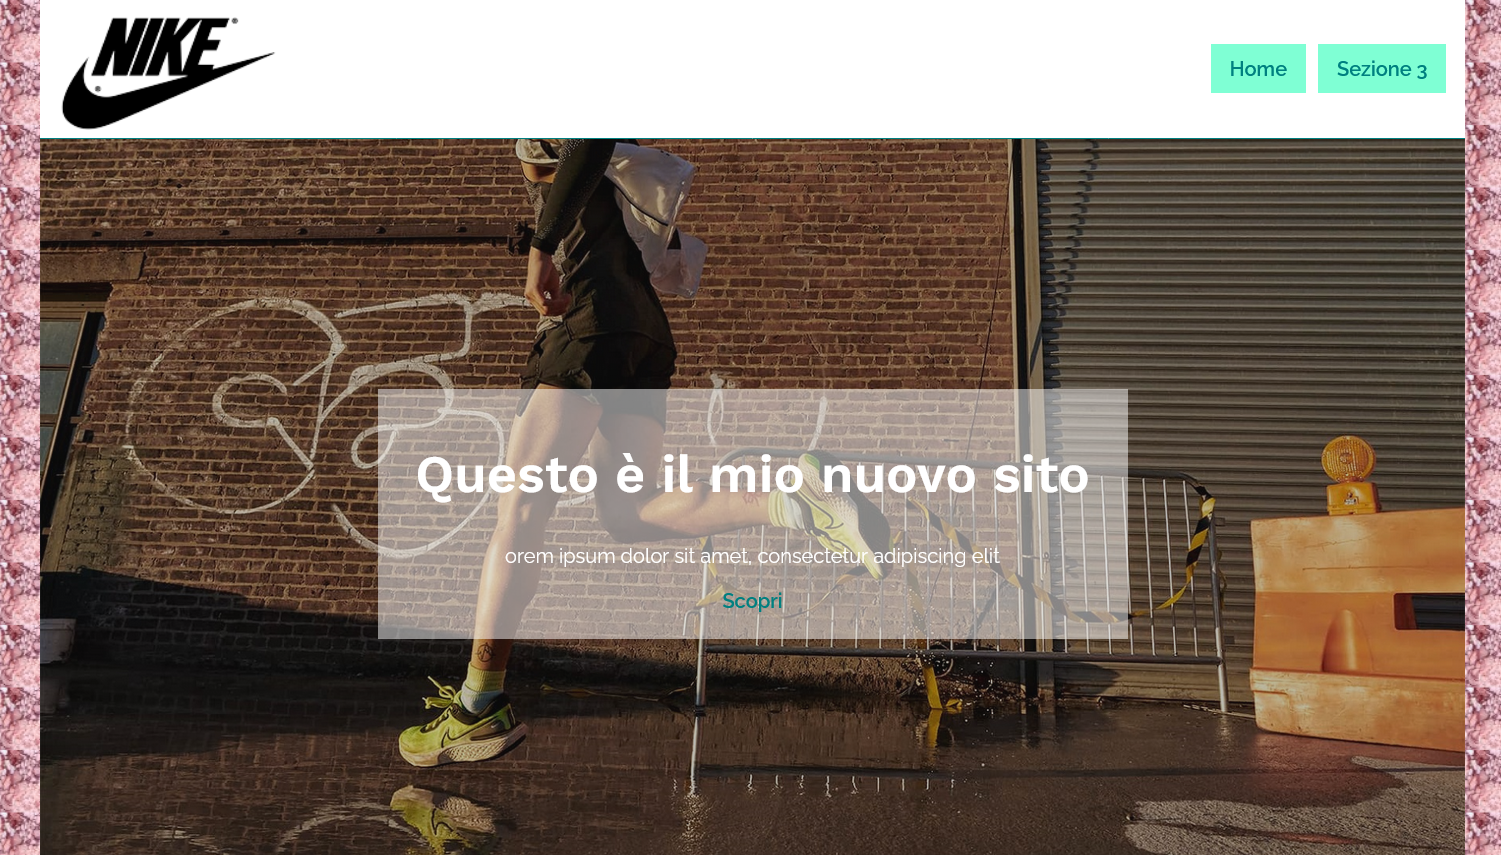 NIKE
Home
Sezione 3
Questo è il mio nuovo sito
orem ipsum dolor sit amet, consectetur adipiscing elit
Scopri